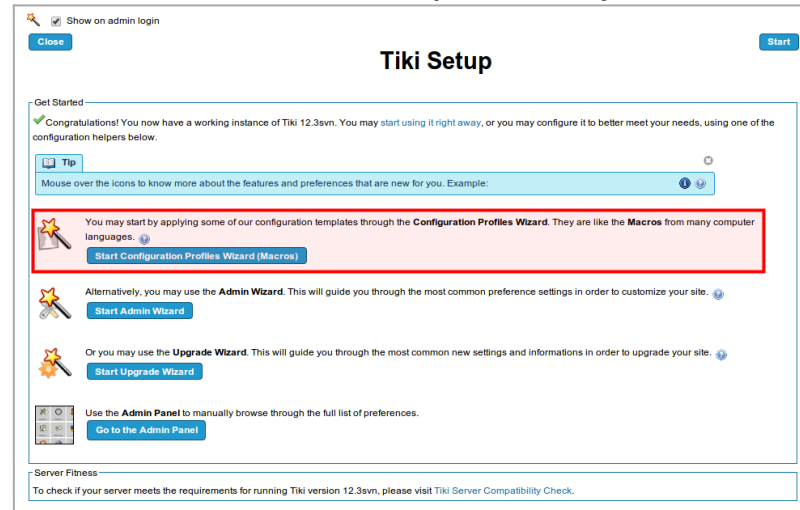 Show on admin login
Close
Start
Tiki Setup
Get Started
Congratulations! You now have a working instance of Tiki 12.3svn. You may start using it right away, or you may configure it to better meet your needs, using one of the
configuration helpers below.
Tip
Mouse over the icons to know more about the features and preferences that are new for you. Example:
You may start by applying some of our configuration templates through the Configuration Profiles Wizard. They are like the Macros from many computer
languages.
Start Configuration Profiles Wizard (Macros)
Alternatively, you may use the Admin Wizard. This will guide you through the most common preference settings in order to customize your site.
Start Admin Wizard
Or you may use the Upgrade Wizard. This will guide you through the most common new settings and informations in order to upgrade your site.
Start Upgrade Wizard
Use the Admin Panel to manually browse through the full list of preferences.
Go to the Admin Panel
Server Fitness
To check if your server meets the requirements for running Tiki version 12.3svn, please visit Tiki Server Compatibility Check.